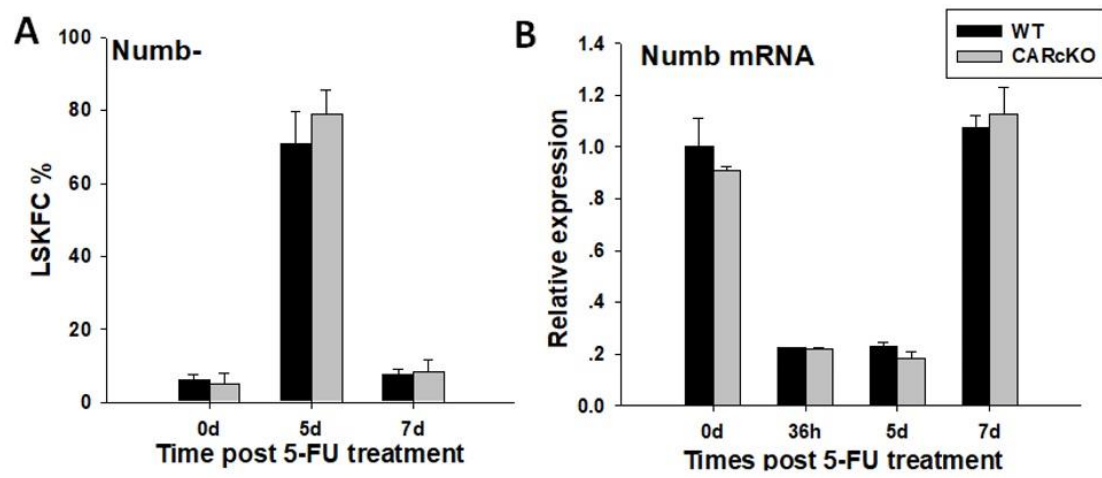 A
Numb-
100
80
60
40
20
0
LSKFC %
0d 5d 7d
Time post 5-FU treatment
B
Numb mRNA
WT
CARcKO
1.4
1.2
1.0
.8
.6
.4
.2
0.0
Relative expression
0d 36h 5d 7d
Times post 5-FU treatment